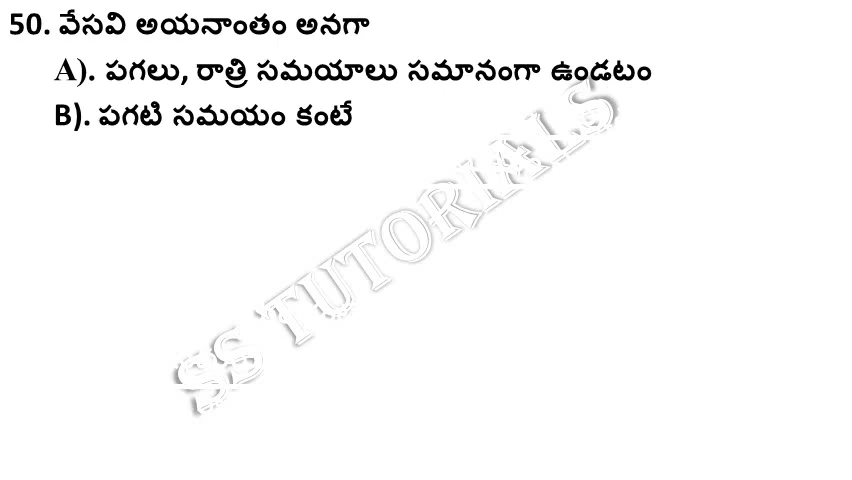 50. వేసవి అయనాంతం అనగా
A). పగలు, రాత్రి సమయాలు సమానంగా ఉండటం
B). పగటి సమయం కంటే
SS TUTORIALS